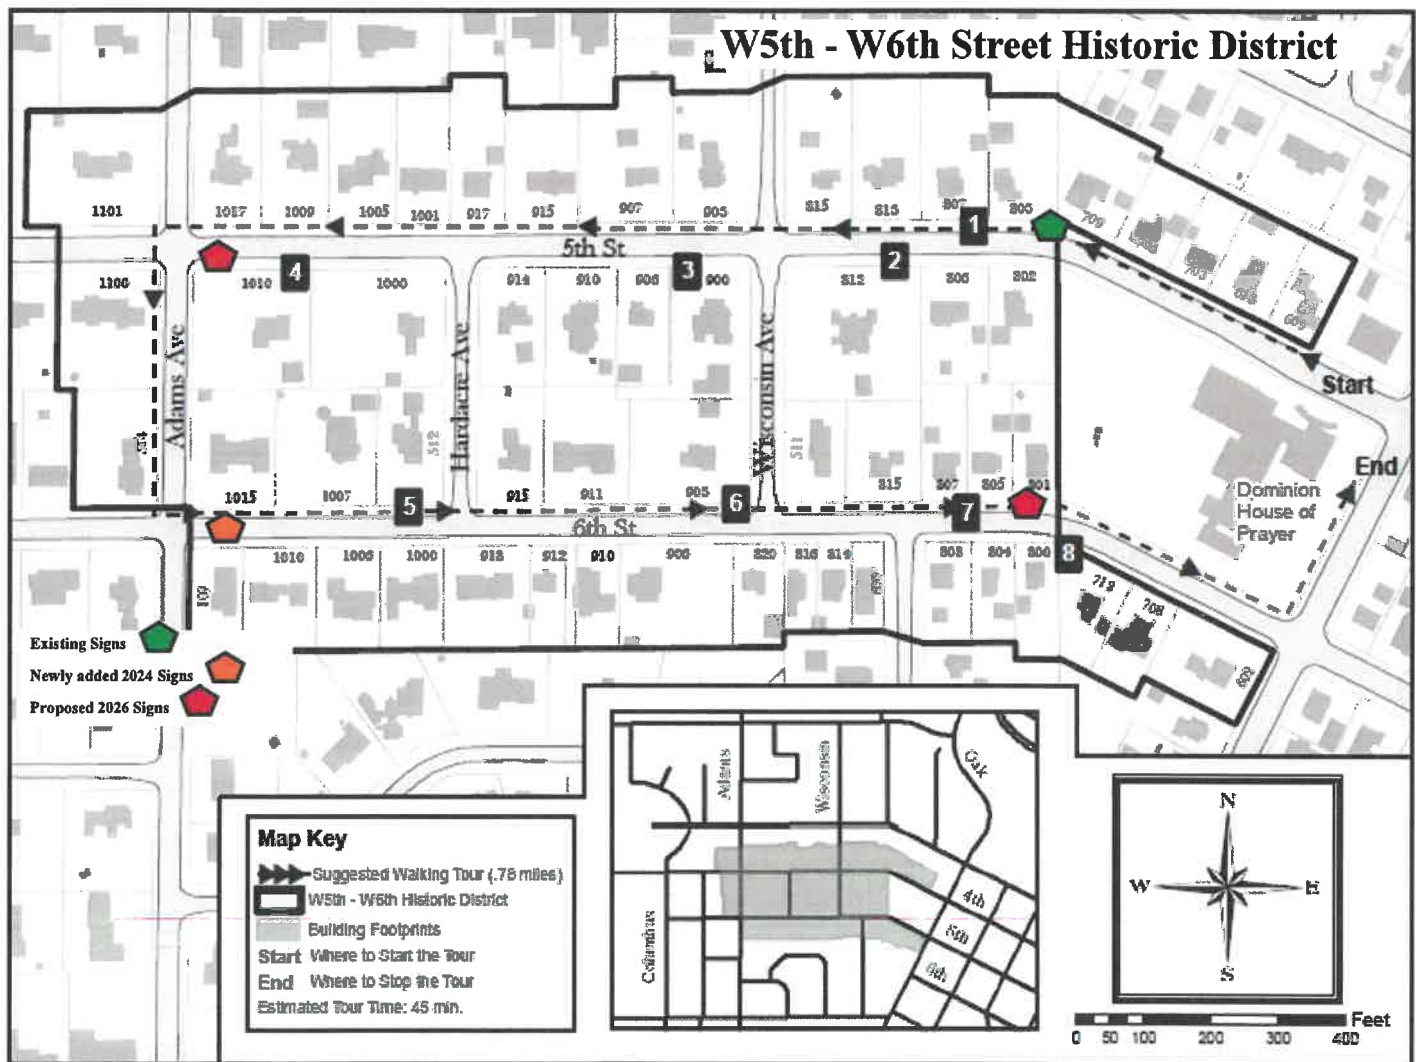 W5th - W6th Street Historic District
1101
1017 1009 1005 1001 917 915 907 905 815 815 807 805 709
1
5th St
4 3 2
703
1100
1010 1000 914 910 906 900 812 806 802
Start
Adams Ave
Hardacre Ave
Wisconsin Ave
512
511
End
Dominion
House of
Prayer
1015 1007 915 911 905 815 807 805 801
5 6 7
6th St
8
1010 1006 1000 918 912 910 906 820 816 814 808 804 800
719
708
Existing Signs
Newly added 2024 Signs
Proposed 2026 Signs
Map Key
Suggested Walking Tour (.78 miles)
W5th - W6th Historic District
Building Footprints
Start Where to Start the Tour
End Where to Stop the Tour
Estimated Tour Time: 45 min.
Adams
Wisconsin
Oak
Columbus
4th
5th
6th
N
W E
S
Feet
0 50 100 200 300 400